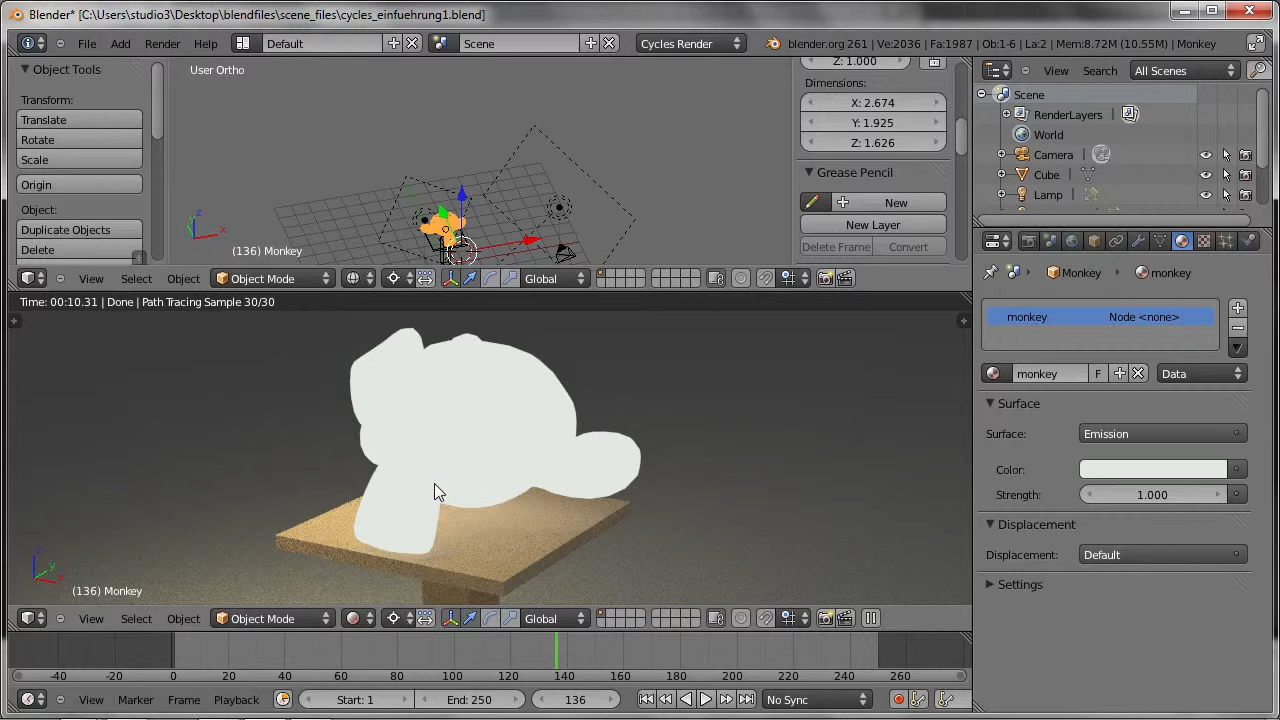 Blender* [C:\Users\studio3\Desktop\blendfiles\scene_files\cycles_einfuehrung1.blend]
File Add Render Help Default Scene Cycles Render blender.org 261 | Ve:2036 | Fa:1987 | Ob:1-6 | La:2 | Mem:8.72M (10.55M) | Monkey
Object Tools
Transform:
Translate
Rotate
Scale
Origin
Object:
Duplicate Objects
Delete
User Ortho
(136) Monkey
Z: 1.000
Dimensions:
X: 2.674
Y: 1.925
Z: 1.626
Grease Pencil
New
New Layer
Delete Frame Convert
View Select Object Object Mode Global
Time: 00:10.31 | Done | Path Tracing Sample 30/30
(136) Monkey
View Select Object Object Mode Global
-40 -20 0 20 40 60 80 100 120 140 160 180 200 220 240 260
View Marker Frame Playback Start: 1 End: 250 136 No Sync
View Search All Scenes
Scene
RenderLayers
World
Camera
Cube
Lamp
Monkey monkey
monkey Node <none>
monkey F Data
Surface
Surface: Emission
Color:
Strength: 1.000
Displacement
Displacement: Default
Settings